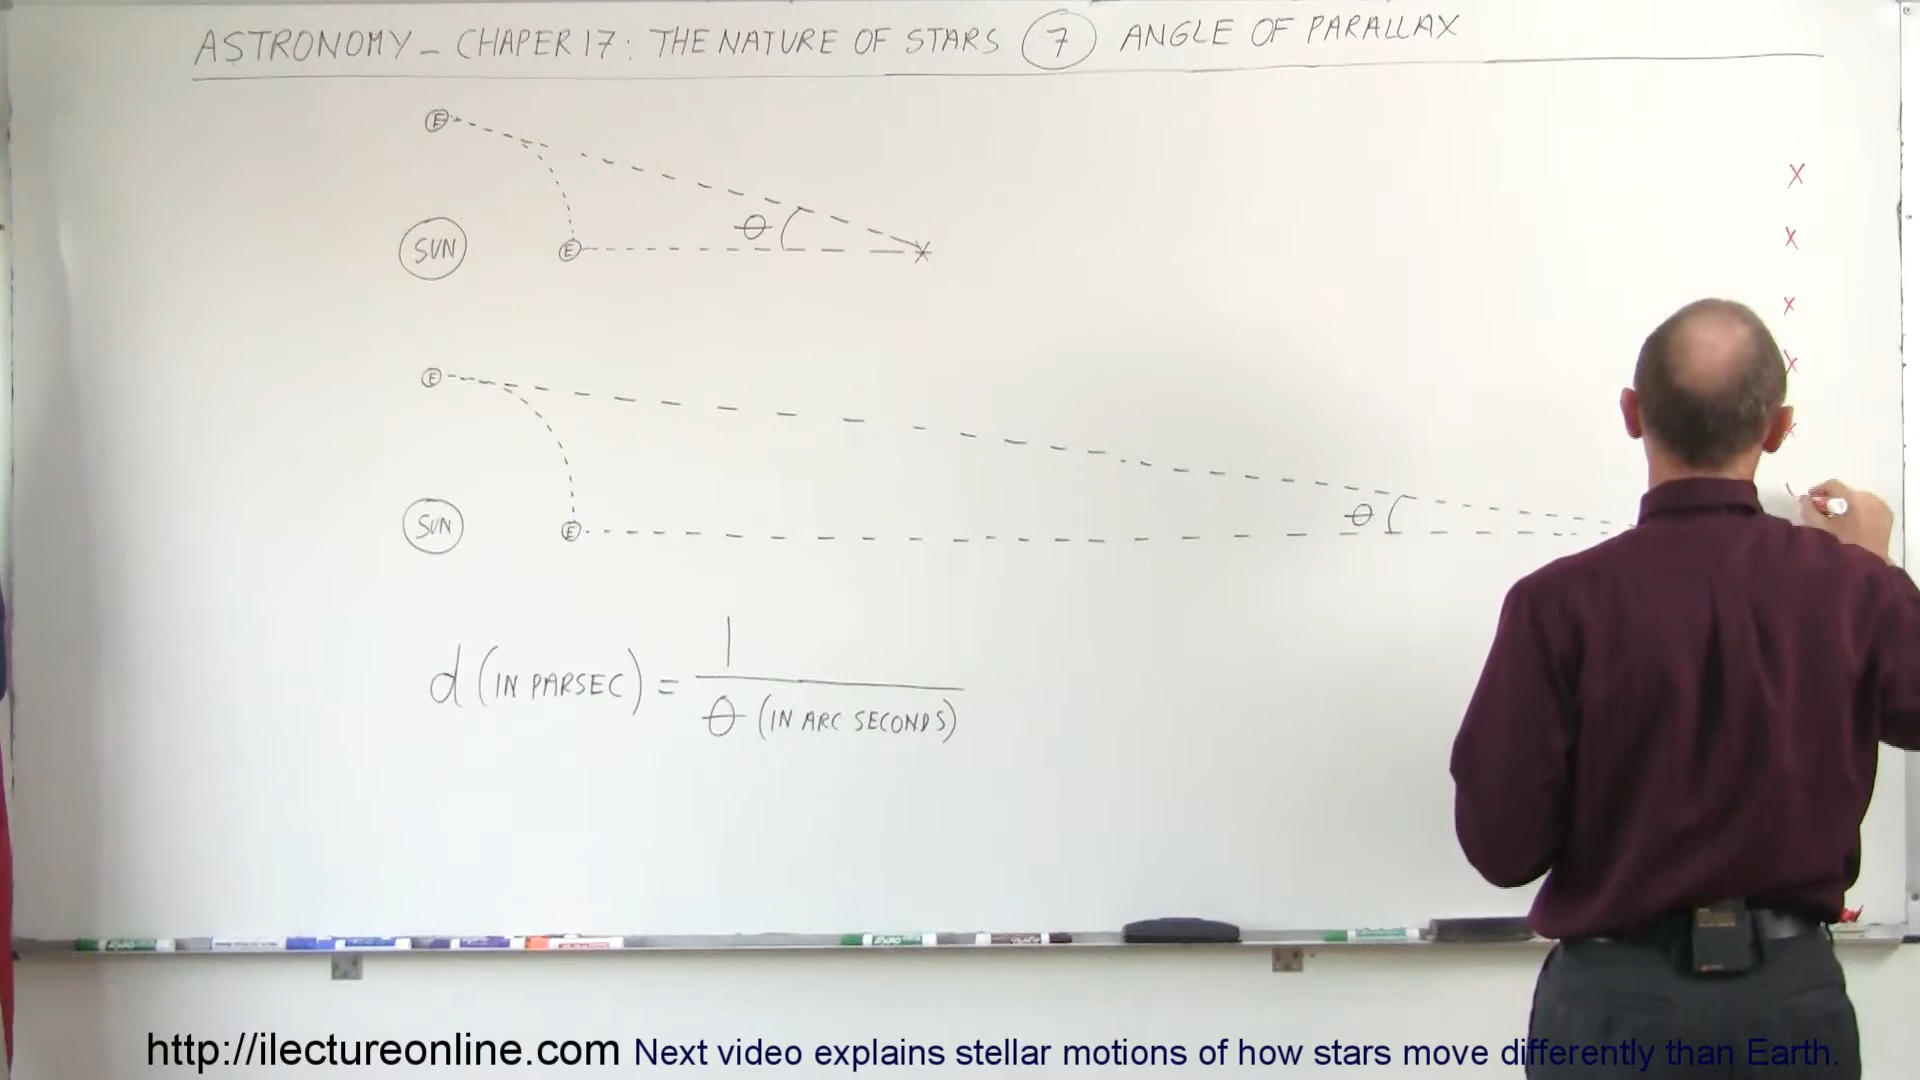 ASTRONOMY - CHAPER 17: THE NATURE OF STARS 7 ANGLE OF PARALLAX
E
θ
SUN E
E
θ
SUN E
1
d (IN PARSEC) =
θ (IN ARC SECONDS)
http://ilectureonline.com Next video explains stellar motions of how stars move differently than Earth.